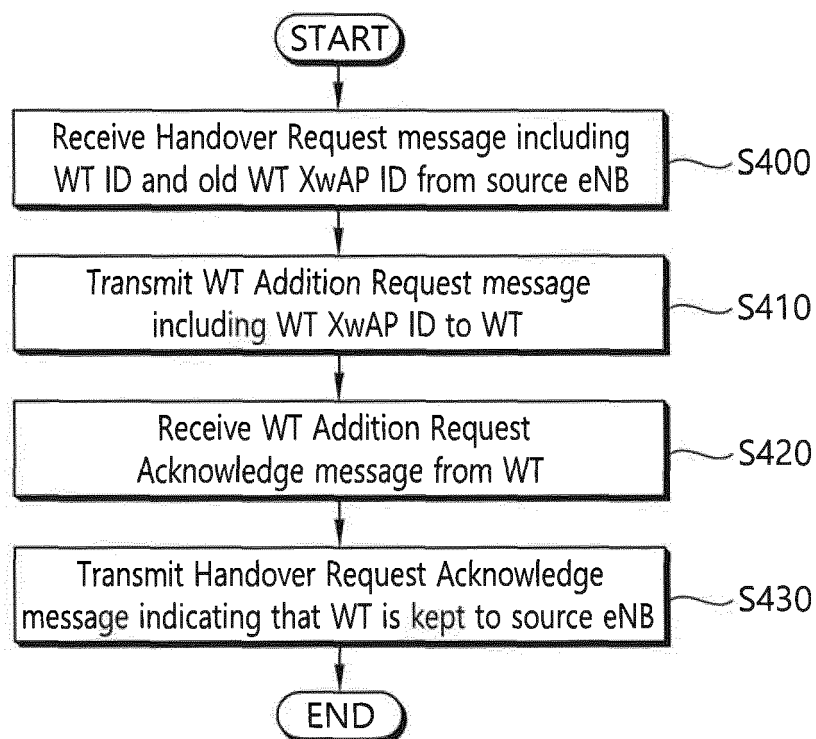 START
Receive Handover Request message including
WT ID and old WT XwAP ID from source eNB
S400
Transmit WT Addition Request message
including WT XwAP ID to WT
S410
Receive WT Addition Request
Acknowledge message from WT
S420
Transmit Handover Request Acknowledge
message indicating that WT is kept to source eNB
S430
END